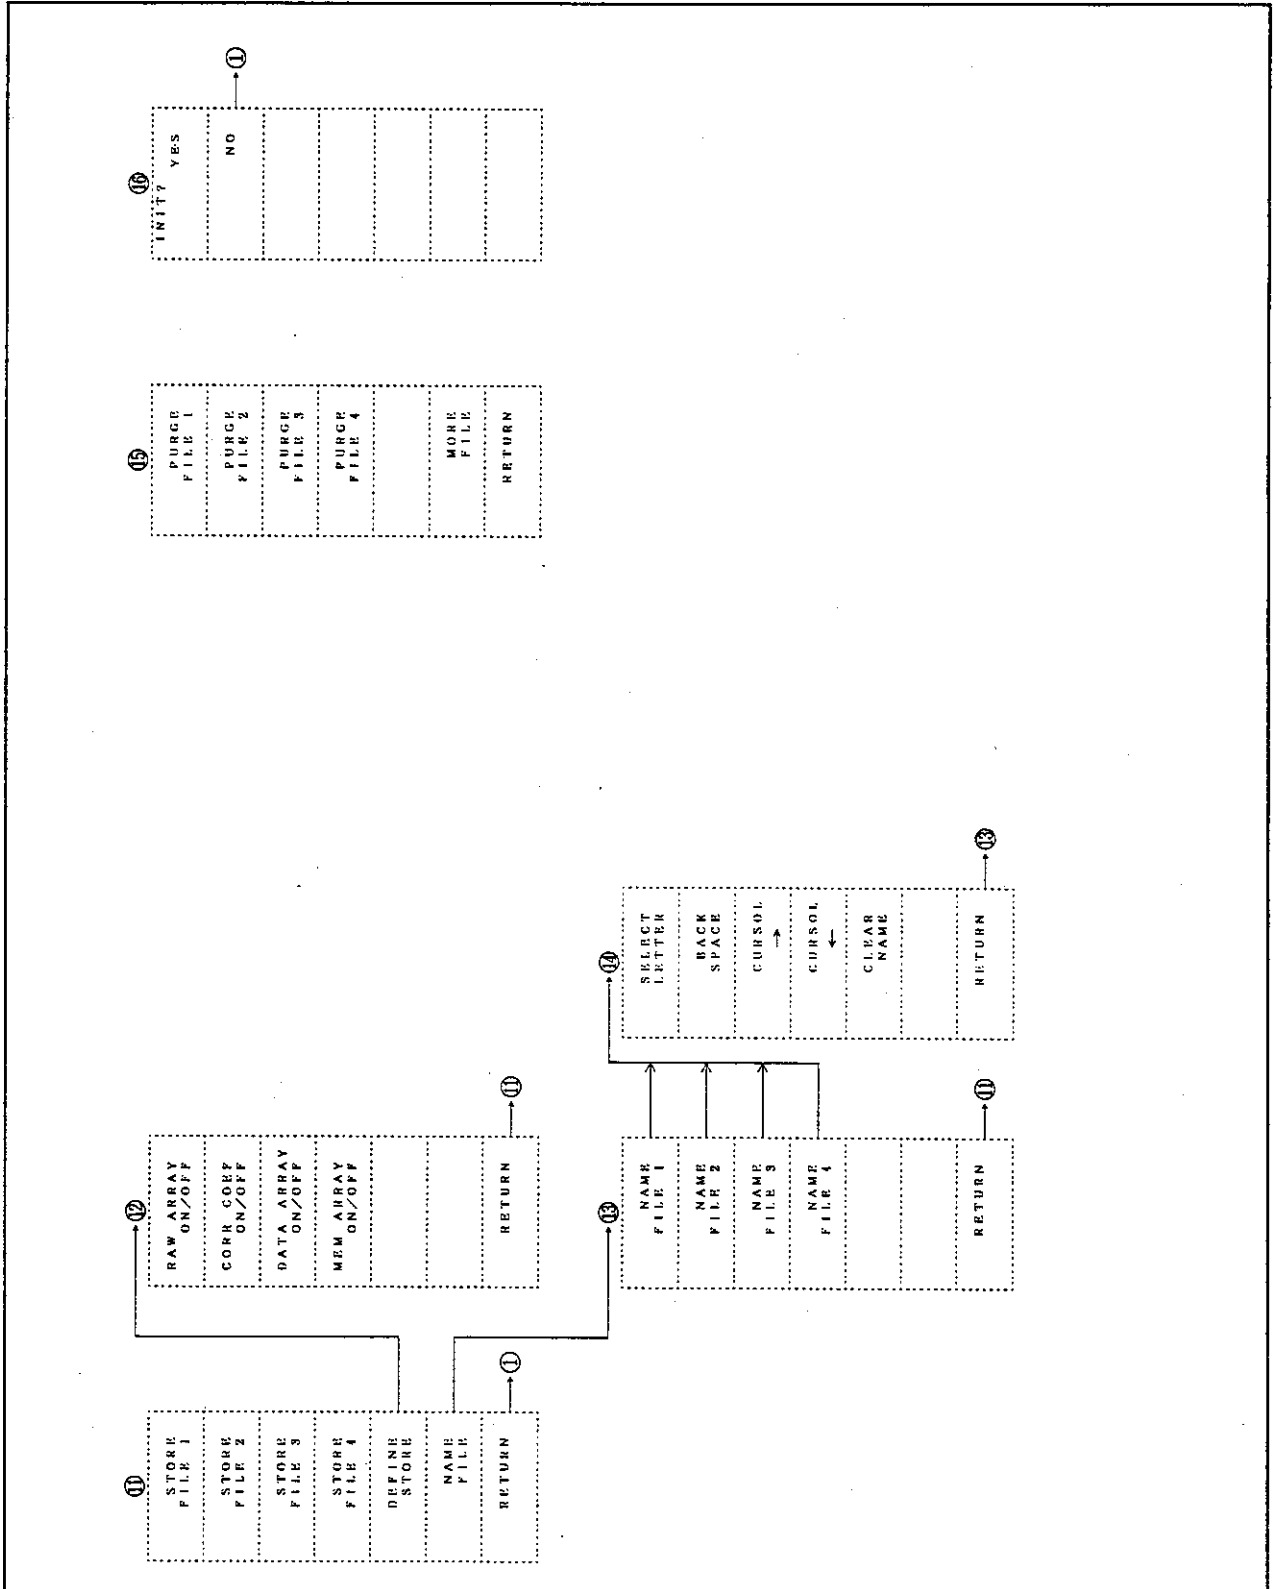 ⑪
STORE
FILE 1
STORE
FILE 2
STORE
FILE 3
STORE
FILE 4
DEFINE
STORE
NAME
FILE
RETURN
①
⑫
RAW ARRAY
ON/OFF
CORR COEF
ON/OFF
DATA ARRAY
ON/OFF
MEM ARRAY
ON/OFF
RETURN
⑪
⑬
NAME
FILE 1
NAME
FILE 2
NAME
FILE 3
NAME
FILE 4
RETURN
⑪
⑭
SELECT
LETTER
BACK
SPACE
CURSOL
→
CURSOL
←
CLEAR
NAME
RETURN
⑬
⑮
PURGE
FILE 1
PURGE
FILE 2
PURGE
FILE 3
PURGE
FILE 4
MORE
FILE
RETURN
⑯
INIT?
YES
NO
①